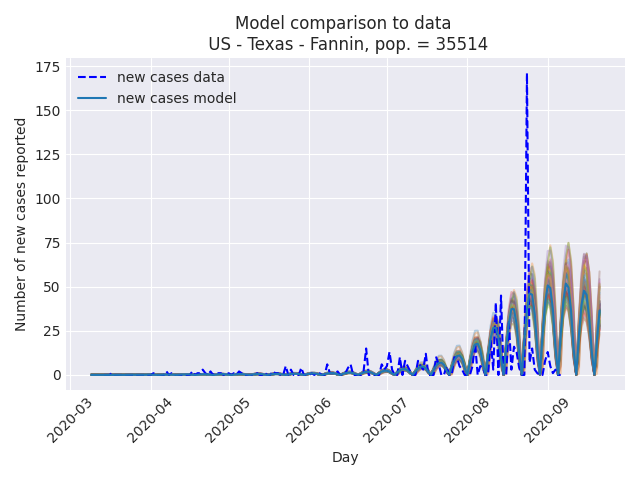 Model comparison to data
US - Texas - Fannin, pop. = 35514
175
150
125
100
75
50
25
0
Number of new cases reported
new cases data
new cases model
2020-03
2020-04
2020-05
2020-06
2020-07
2020-08
2020-09
Day